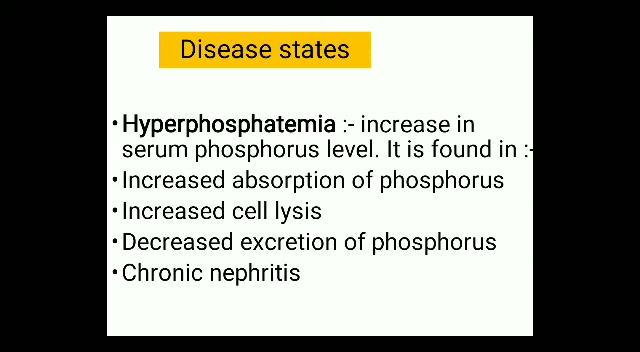 Disease states
•Hyperphosphatemia :- increase in
serum phosphorus level. It is found in :-
•Increased absorption of phosphorus
•Increased cell lysis
•Decreased excretion of phosphorus
•Chronic nephritis